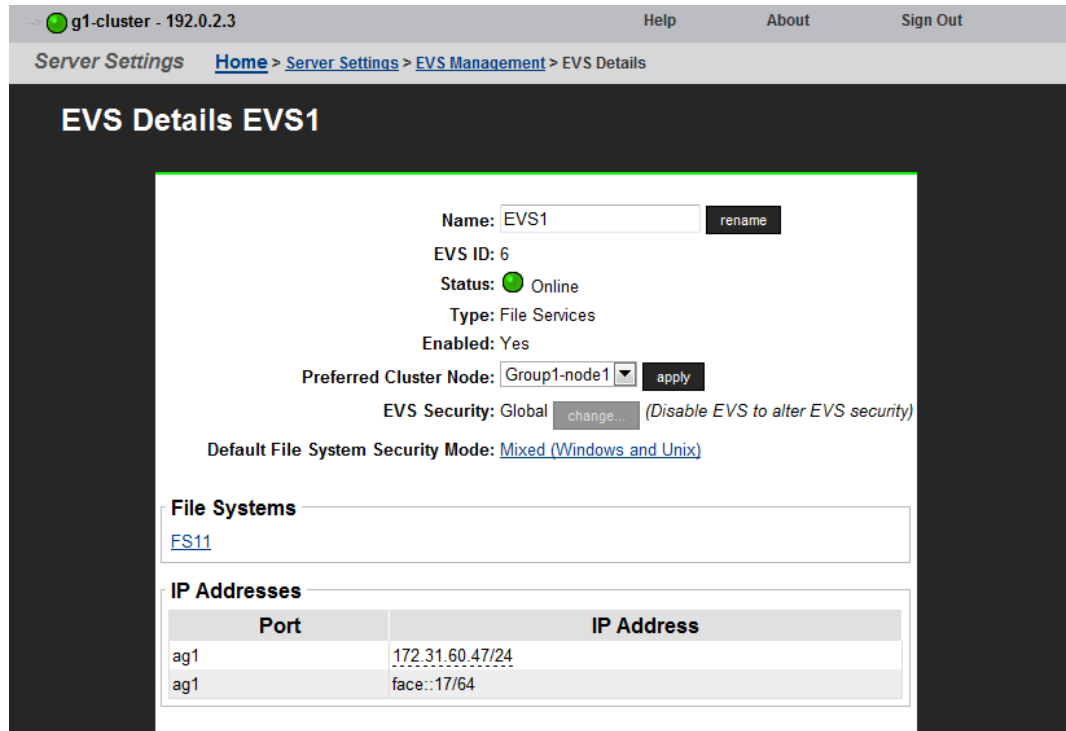 g1-cluster - 192.0.2.3 Help About Sign Out
Server Settings Home > Server Settings > EVS Management > EVS Details
EVS Details EVS1
Name: EVS1 rename
EVS ID: 6
Status: Online
Type: File Services
Enabled: Yes
Preferred Cluster Node: Group1-node1 apply
EVS Security: Global change... (Disable EVS to alter EVS security)
Default File System Security Mode: Mixed (Windows and Unix)
File Systems
FS11
IP Addresses
Port IP Address
ag1 172.31.60.47/24
ag1 face::17/64